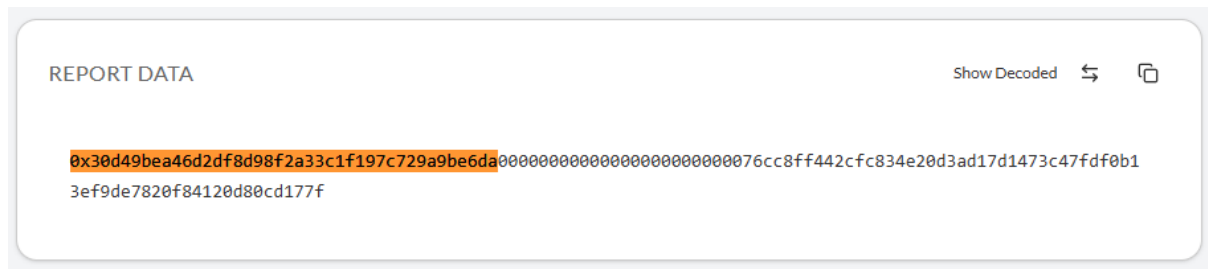 REPORT DATA
Show Decoded
0x30d49bea46d2df8d98f2a33c1f197c729a9be6da00000000000000000000000076cc8ff442cfc834e20d3ad17d1473c47fdf0b1
3ef9de7820f84120d80cd177f